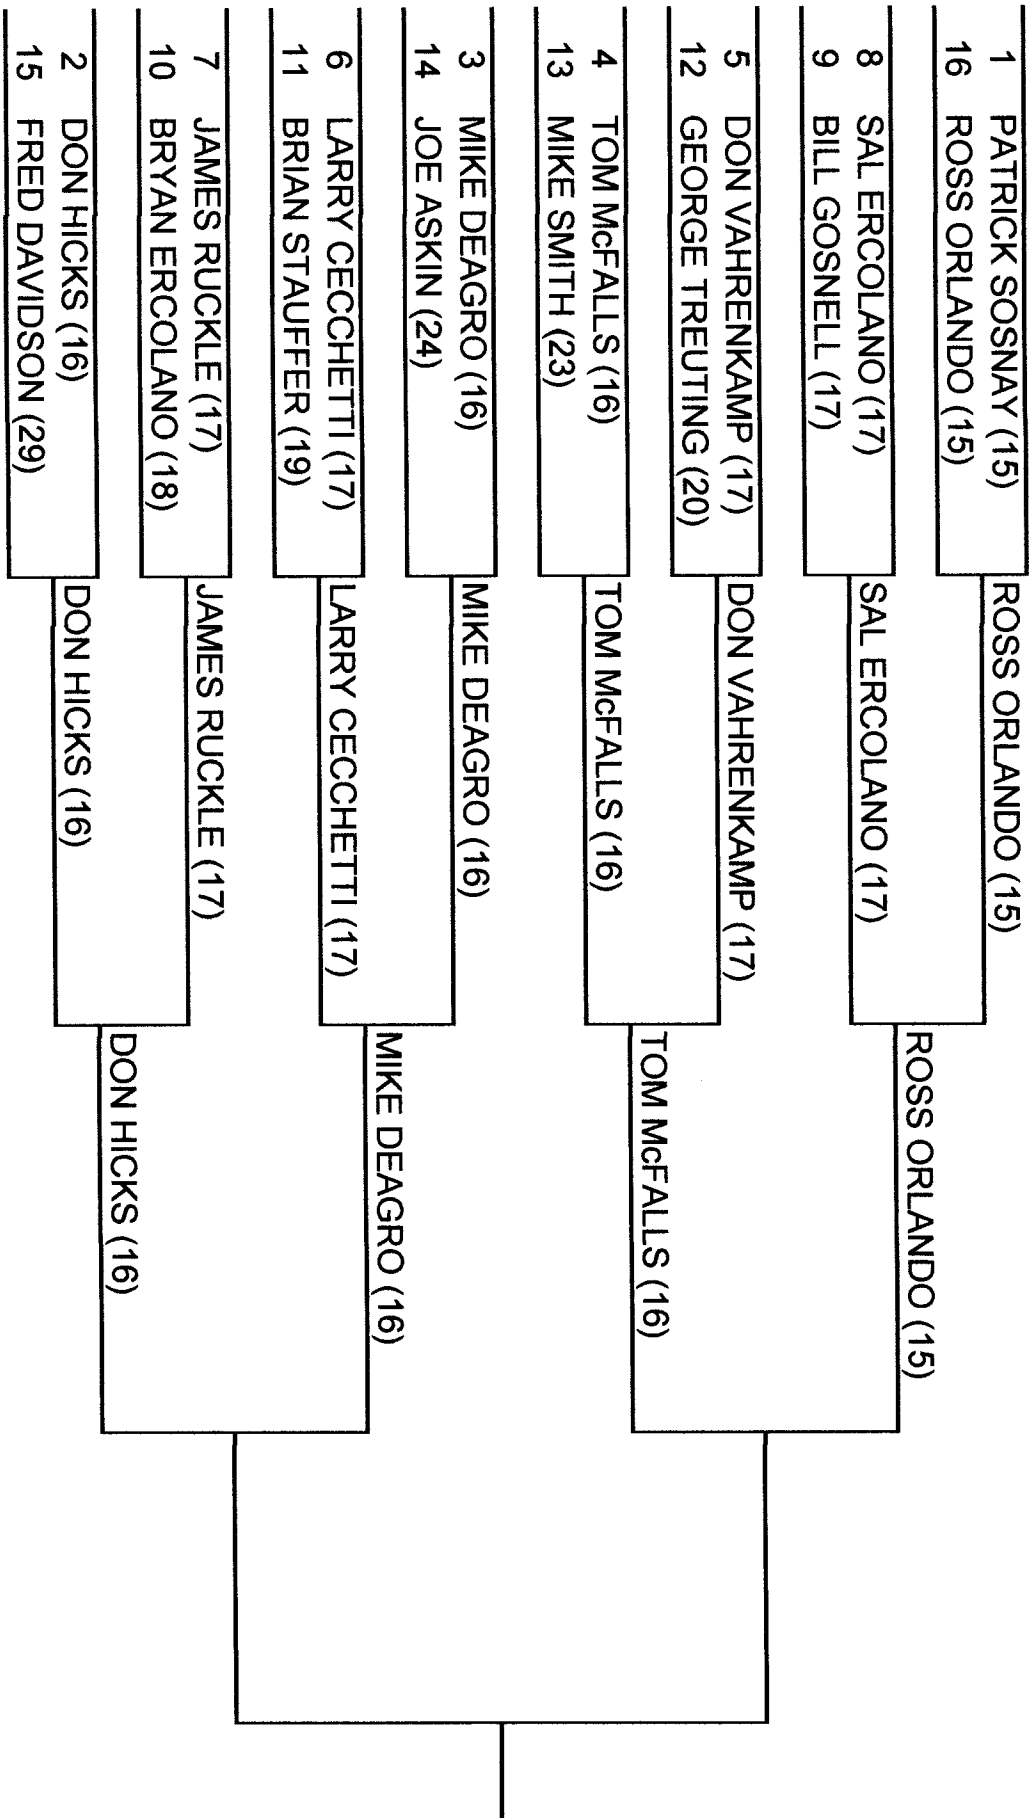 1 PATRICK SOSNAY (15)
16 ROSS ORLANDO (15)
8 SAL ERCOLANO (17)
9 BILL GOSNELL (17)
5 DON VAHRENKAMP (17)
12 GEORGE TREUTING (20)
4 TOM McFALLS (16)
13 MIKE SMITH (23)
3 MIKE DEAGRO (16)
14 JOE ASKIN (24)
6 LARRY CECCHETTI (17)
11 BRIAN STAUFFER (19)
7 JAMES RUCKLE (17)
10 BRYAN ERCOLANO (18)
2 DON HICKS (16)
15 FRED DAVIDSON (29)
ROSS ORLANDO (15)
SAL ERCOLANO (17)
DON VAHRENKAMP (17)
TOM McFALLS (16)
MIKE DEAGRO (16)
LARRY CECCHETTI (17)
JAMES RUCKLE (17)
DON HICKS (16)
ROSS ORLANDO (15)
TOM McFALLS (16)
MIKE DEAGRO (16)
DON HICKS (16)